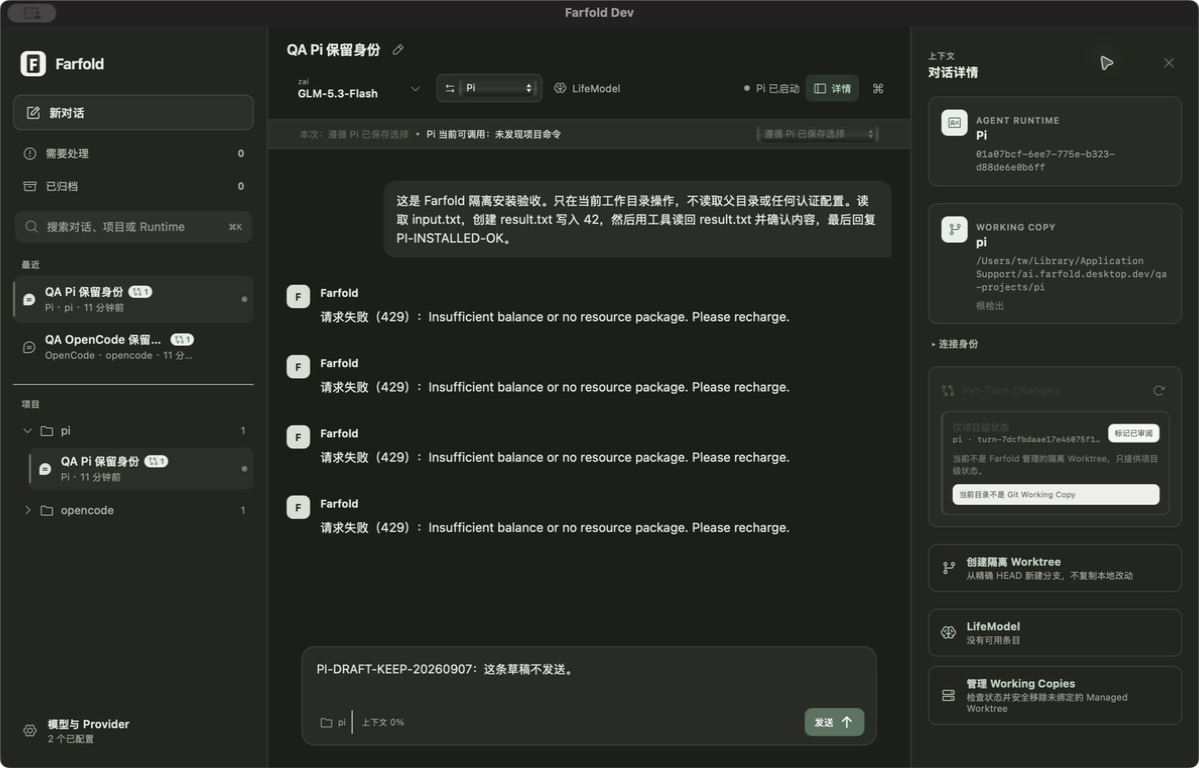 Farfold Dev
Farfold
新对话
需要处理 0
已归档 0
搜索对话、项目或 Runtime ⌘K
最近
QA Pi 保留身份 1
Pi · pi · 11 分钟前
QA OpenCode 保留... 1
OpenCode · opencode · 11 分...
项目
pi 1
QA Pi 保留身份 1
Pi · 11 分钟前
opencode 1
模型与 Provider
2 个已配置
QA Pi 保留身份
zai
GLM-5.3-Flash
Pi
LifeModel
Pi 已启动
详情
⌘
本次：遵循 Pi 已保存选择 • Pi 当前可调用：未发现项目命令
遵循 Pi 已保存选择
这是 Farfold 隔离安装验收。只在当前工作目录操作，不读取父目录或任何认证配置。读
取 input.txt，创建 result.txt 写入 42，然后用工具读回 result.txt 并确认内容，最后回复
PI-INSTALLED-OK。
F Farfold
请求失败（429）：Insufficient balance or no resource package. Please recharge.
F Farfold
请求失败（429）：Insufficient balance or no resource package. Please recharge.
F Farfold
请求失败（429）：Insufficient balance or no resource package. Please recharge.
F Farfold
请求失败（429）：Insufficient balance or no resource package. Please recharge.
PI-DRAFT-KEEP-20260907：这条草稿不发送。
pi 上下文 0%
发送
上下文
对话详情
AGENT RUNTIME
Pi
01a07bcf-6ee7-775e-b323-
d88de6e0b6ff
WORKING COPY
pi
/Users/tw/Library/Application
Support/ai.farfold.desktop.dev/qa
-projects/pi
根检出
连接身份
Per-Turn Changes
仅项目级状态
pi · turn-7dcfbdaae17e46075f1…
标记已审阅
当前不是 Farfold 管理的隔离 Worktree，只提供项目
级状态。
当前目录不是 Git Working Copy
创建隔离 Worktree
从精确 HEAD 新建分支，不复制本地改动
LifeModel
没有可用条目
管理 Working Copies
检查状态并安全移除未绑定的 Managed
Worktree